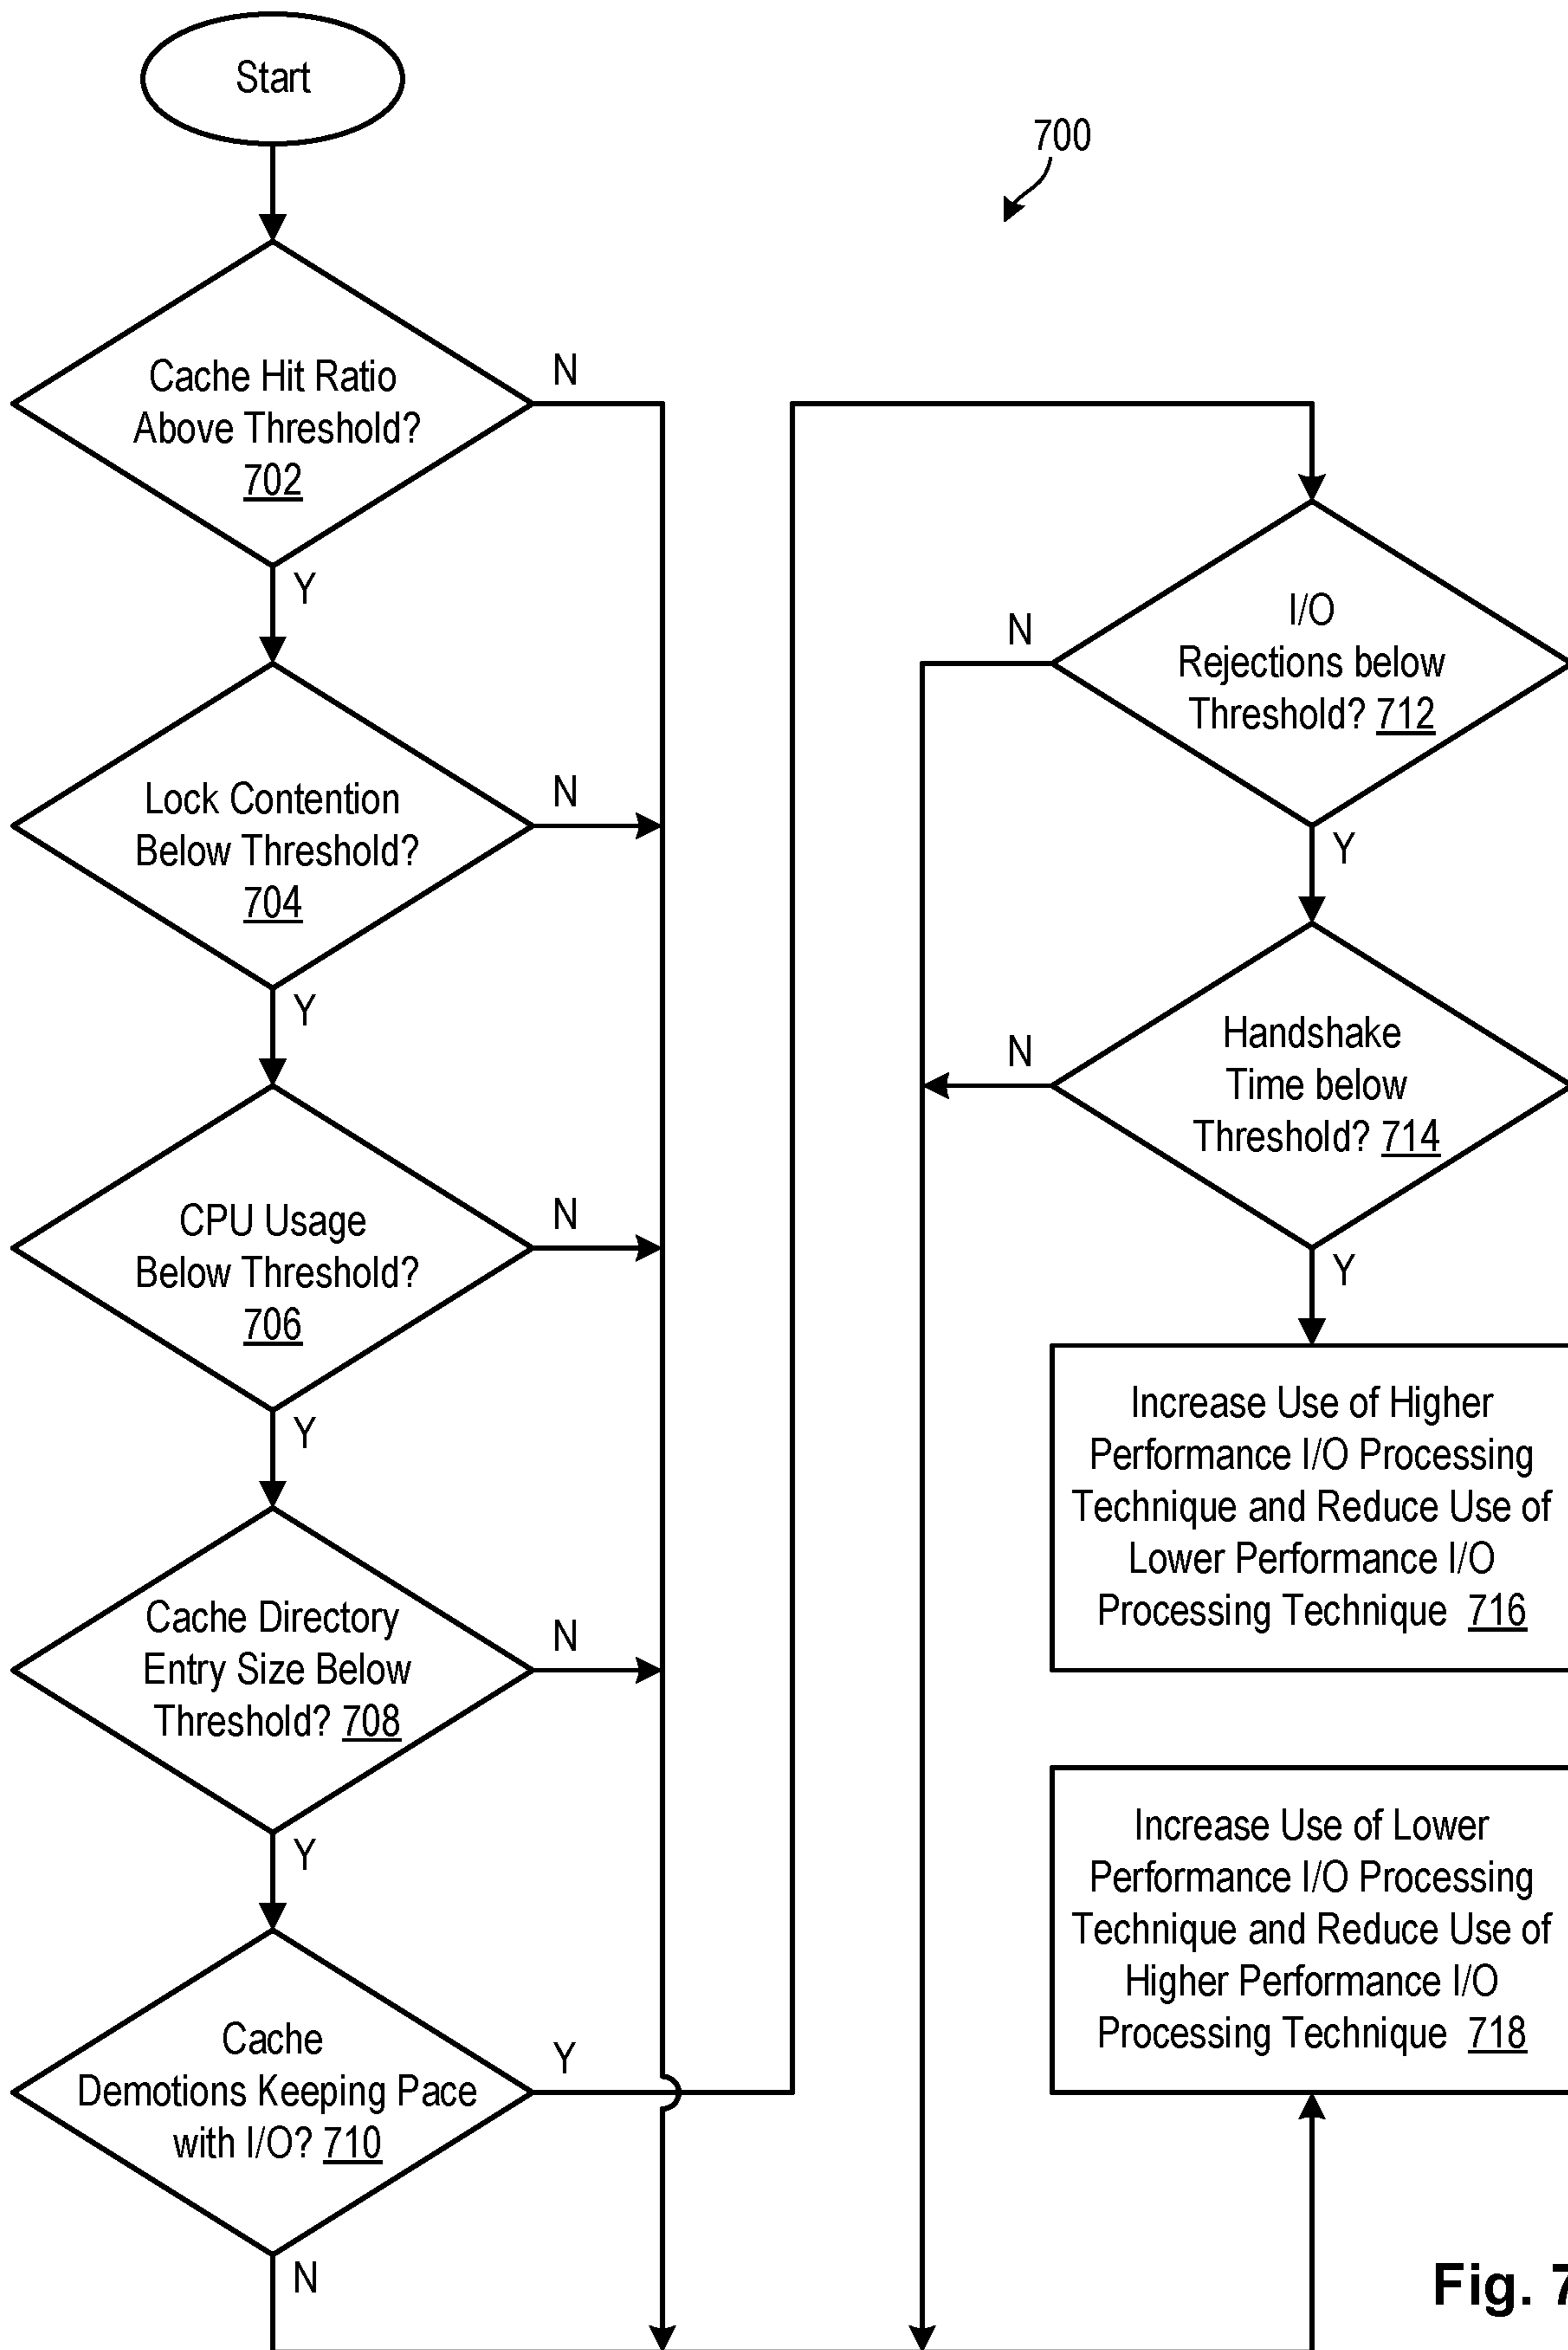 Start
700
Cache Hit Ratio
Above Threshold?
702
N
Y
Lock Contention
Below Threshold?
704
N
Y
CPU Usage
Below Threshold?
706
N
Y
Cache Directory
Entry Size Below
Threshold? 708
N
Y
Cache
Demotions Keeping Pace
with I/O? 710
Y
N
I/O
Rejections below
Threshold? 712
N
Y
Handshake
Time below
Threshold? 714
N
Y
Increase Use of Higher
Performance I/O Processing
Technique and Reduce Use of
Lower Performance I/O
Processing Technique 716
Increase Use of Lower
Performance I/O Processing
Technique and Reduce Use of
Higher Performance I/O
Processing Technique 718
Fig. 7